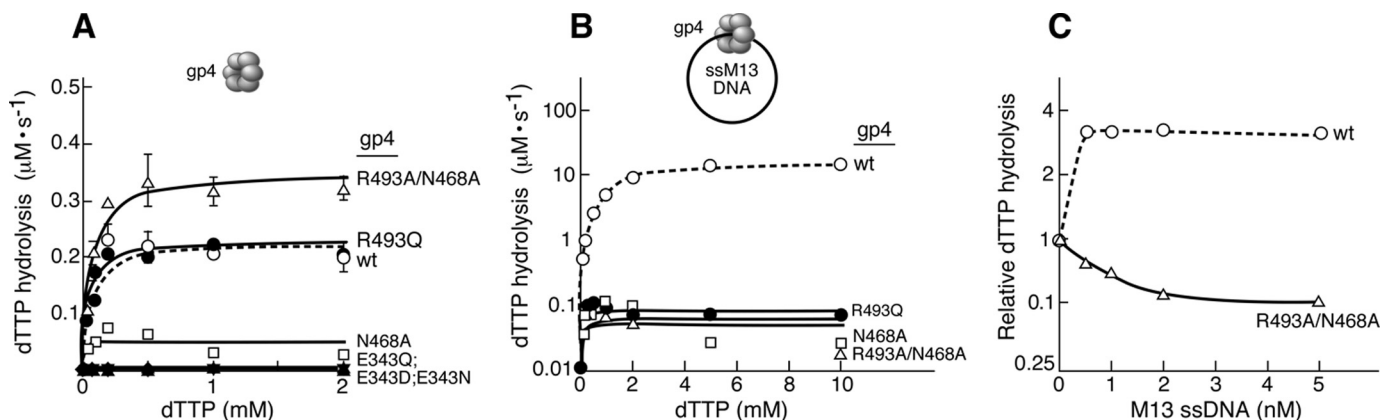 A
gp4
dTTP hydrolysis (µM • s⁻¹)
0.5
0.4
0.3
0.2
0.1
0
1
2
dTTP (mM)
gp4
R493A/N468A
R493Q
wt
N468A
E343Q;
E343D;E343N
B
gp4
ssM13
DNA
dTTP hydrolysis (µM • s⁻¹)
100
10
1
0.1
0.01
0
2
4
6
8
10
dTTP (mM)
gp4
wt
R493Q
N468A
R493A/N468A
C
Relative dTTP hydrolysis
4
2
1
0.1
0.25
0
1
2
3
4
5
M13 ssDNA (nM)
wt
R493A/N468A